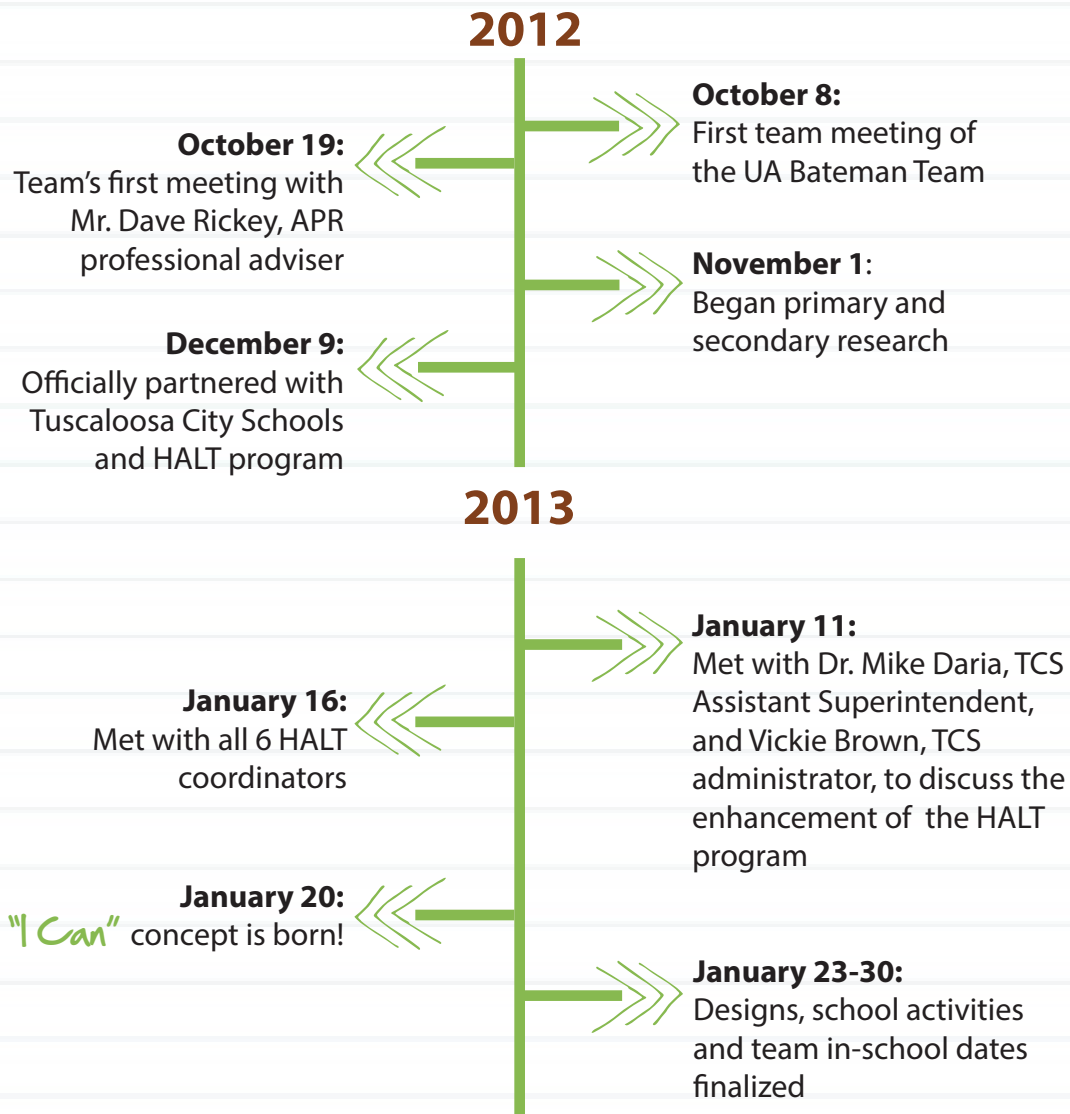 2012
October 8:
First team meeting of
the UA Bateman Team
October 19:
Team's first meeting with
Mr. Dave Rickey, APR
professional adviser
November 1:
Began primary and
secondary research
December 9:
Officially partnered with
Tuscaloosa City Schools
and HALT program
2013
January 11:
Met with Dr. Mike Daria, TCS
Assistant Superintendent,
and Vickie Brown, TCS
administrator, to discuss the
enhancement of the HALT
program
January 16:
Met with all 6 HALT
coordinators
January 20:
"I Can" concept is born!
January 23-30:
Designs, school activities
and team in-school dates
finalized